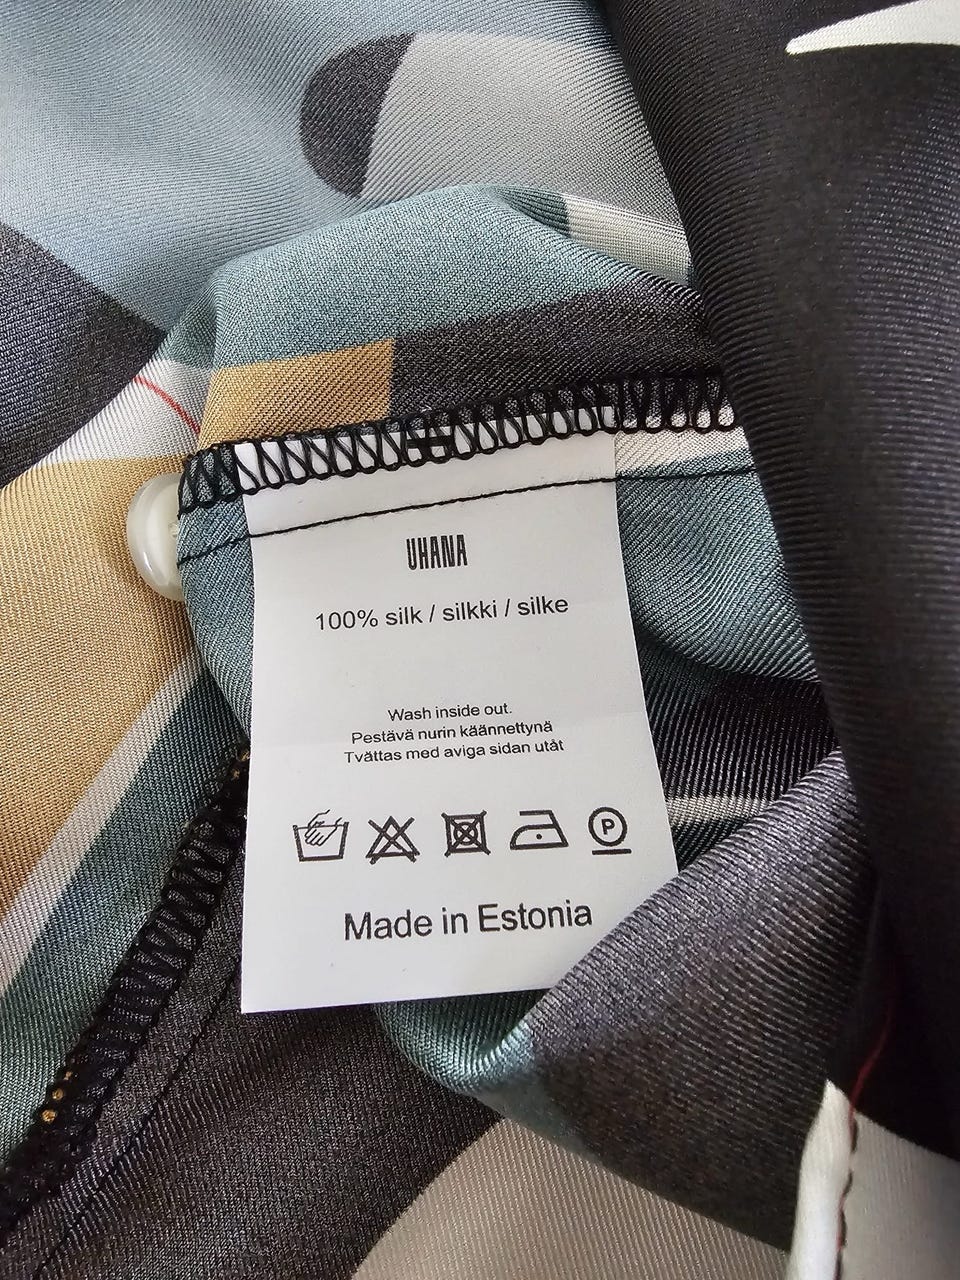 UHANA
100% silk / silkki / silke
Wash inside out.
Pestävä nurin käännettynä
Tvättas med aviga sidan utåt
P
Made in Estonia